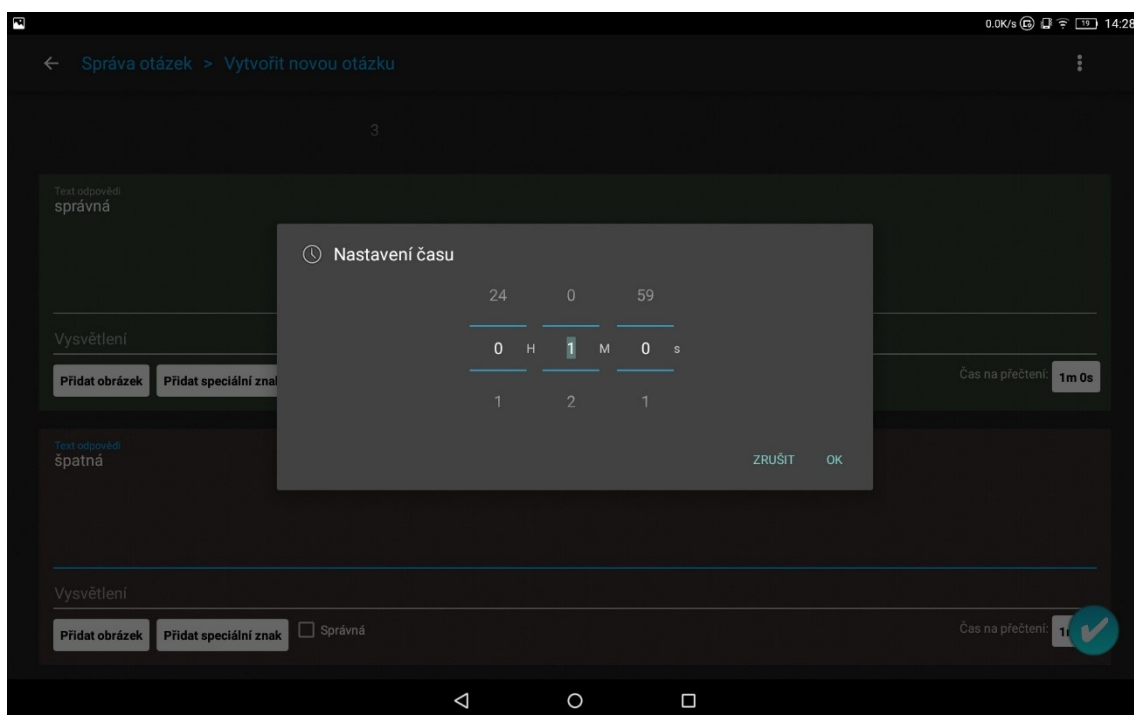 0.0K/s 19 14:28
Správa otázek > Vytvořit novou otázku
3
Text odpovědi
správná
Vysvětlení
Přidat obrázek Přidat speciální znak
Čas na přečtení: 1m 0s
Nastavení času
24 0 59
0 H 1 M 0 s
1 2 1
ZRUŠIT OK
Text odpovědi
špatná
Vysvětlení
Přidat obrázek Přidat speciální znak Správná
Čas na přečtení: